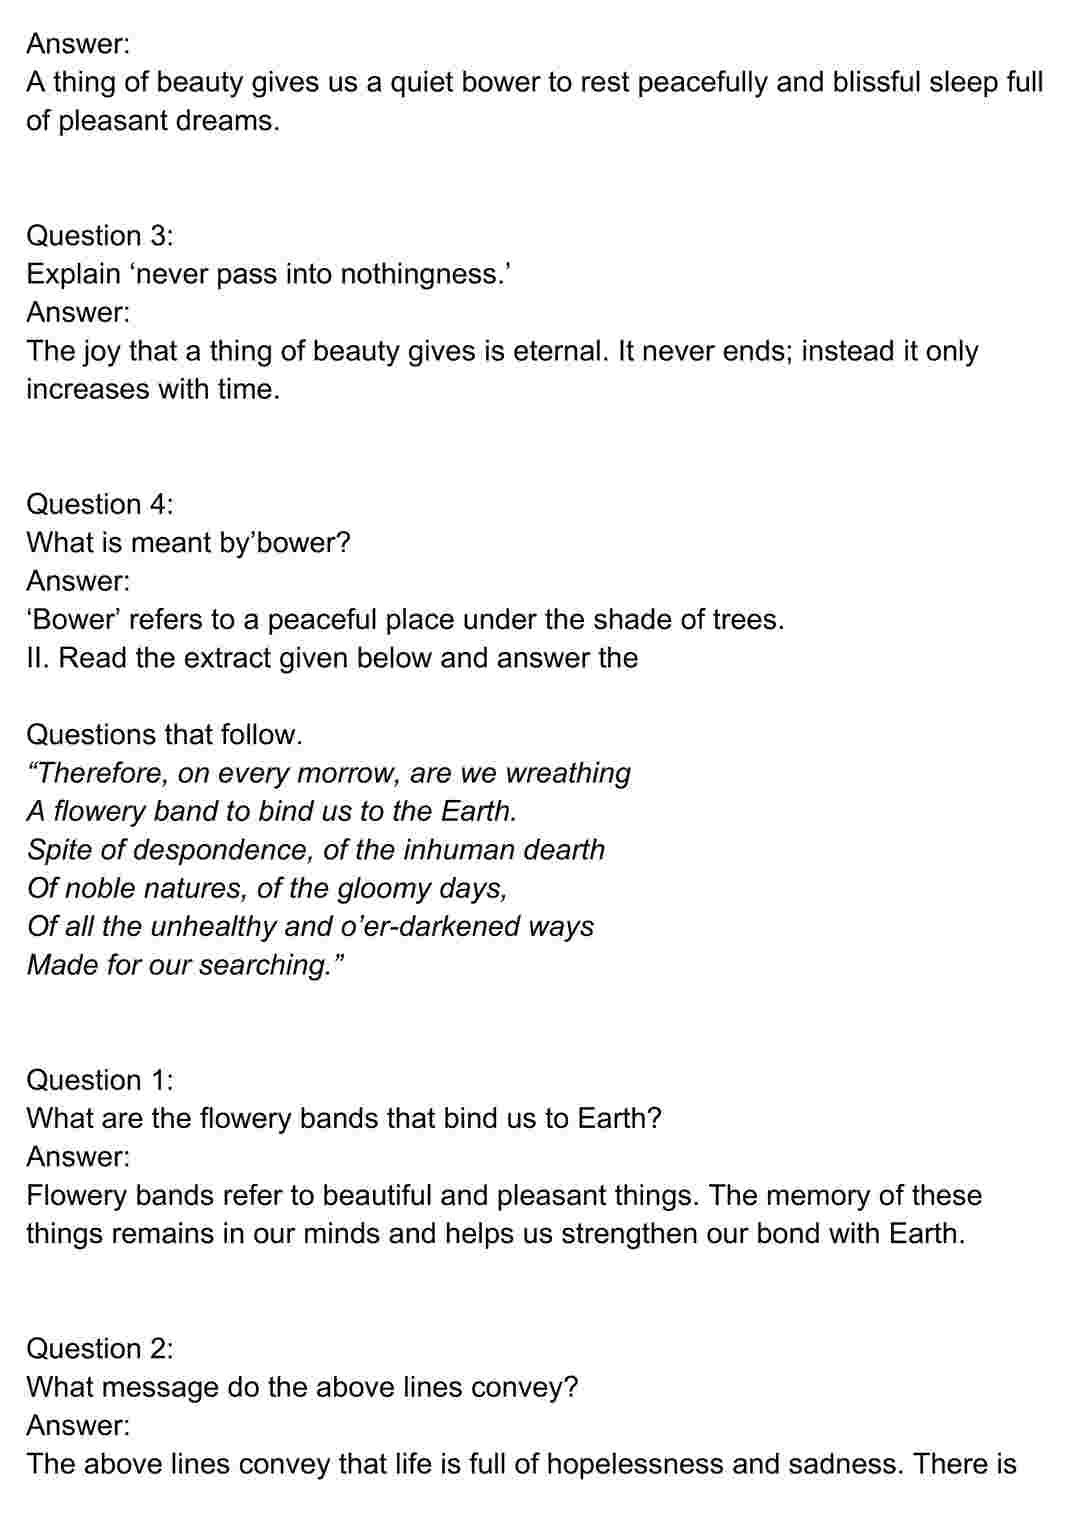 Answer:
A thing of beauty gives us a quiet bower to rest peacefully and blissful sleep full
of pleasant dreams.
Question 3:
Explain ‘never pass into nothingness.’
Answer:
The joy that a thing of beauty gives is eternal. It never ends; instead it only
increases with time.
Question 4:
What is meant by’bower?
Answer:
‘Bower’ refers to a peaceful place under the shade of trees.
II. Read the extract given below and answer the
Questions that follow.
“Therefore, on every morrow, are we wreathing
A flowery band to bind us to the Earth.
Spite of despondence, of the inhuman dearth
Of noble natures, of the gloomy days,
Of all the unhealthy and o’er-darkened ways
Made for our searching.”
Question 1:
What are the flowery bands that bind us to Earth?
Answer:
Flowery bands refer to beautiful and pleasant things. The memory of these
things remains in our minds and helps us strengthen our bond with Earth.
Question 2:
What message do the above lines convey?
Answer:
The above lines convey that life is full of hopelessness and sadness. There is